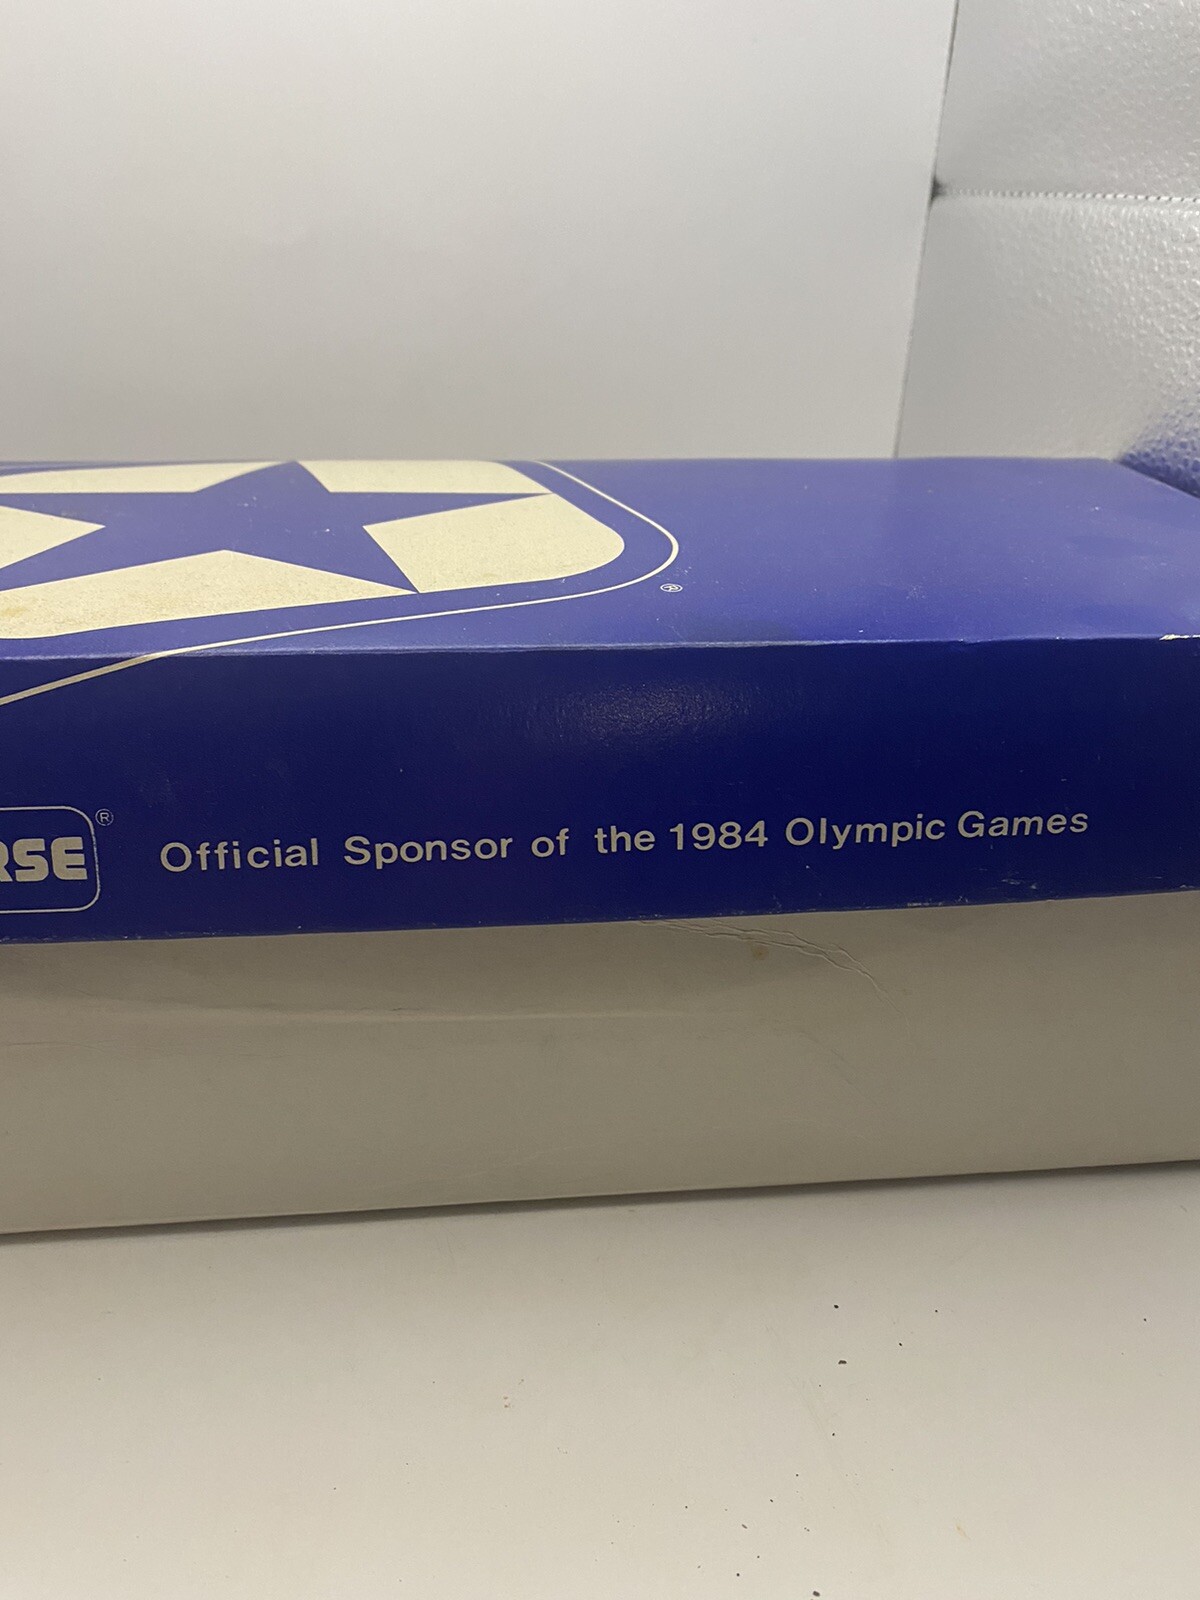 RSE® Official Sponsor of the 1984 Olympic Games